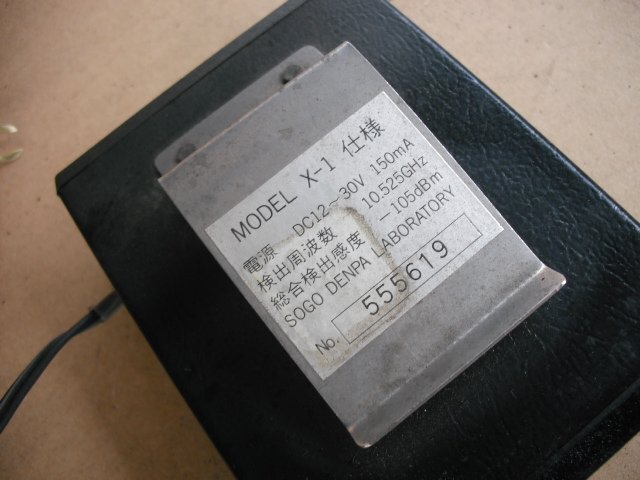 MODEL X-1 仕様
電源 DC12〜30V 150mA
検出周波数 10.525GHz
総合検出感度 −105dBm
SOGO DENPA LABORATORY
No. 555619